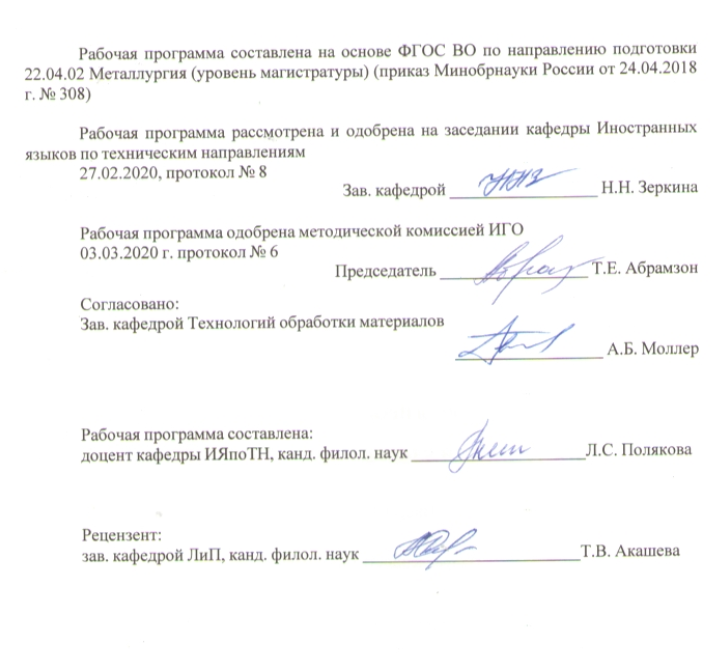 Рабочая программа составлена на основе ФГОС ВО по направлению подготовки
22.04.02 Металлургия (уровень магистратуры) (приказ Минобрнауки России от 24.04.2018
г. № 308)
Рабочая программа рассмотрена и одобрена на заседании кафедры Иностранных
языков по техническим направлениям
27.02.2020, протокол № 8
Зав. кафедрой Н.Н. Зеркина
Рабочая программа одобрена методической комиссией ИГО
03.03.2020 г. протокол № 6
Председатель Т.Е. Абрамзон
Согласовано:
Зав. кафедрой Технологий обработки материалов
А.Б. Моллер
Рабочая программа составлена:
доцент кафедры ИЯпоТН, канд. филол. наук Л.С. Полякова
Рецензент:
зав. кафедрой ЛиП, канд. филол. наук Т.В. Акашева